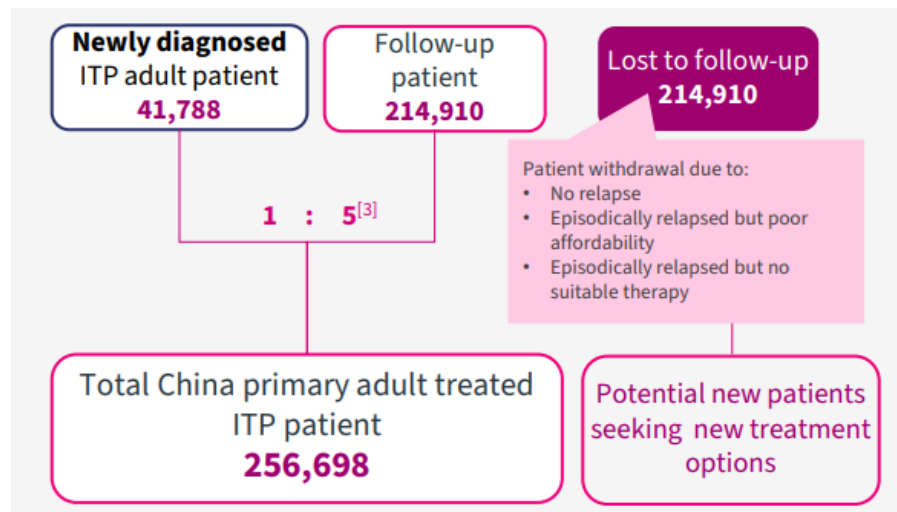 Newly diagnosed
ITP adult patient
41,788
Follow-up
patient
214,910
Lost to follow-up
214,910
Patient withdrawal due to:
• No relapse
• Episodically relapsed but poor
affordability
• Episodically relapsed but no
suitable therapy
1 : 5[3]
Total China primary adult treated
ITP patient
256,698
Potential new patients
seeking new treatment
options